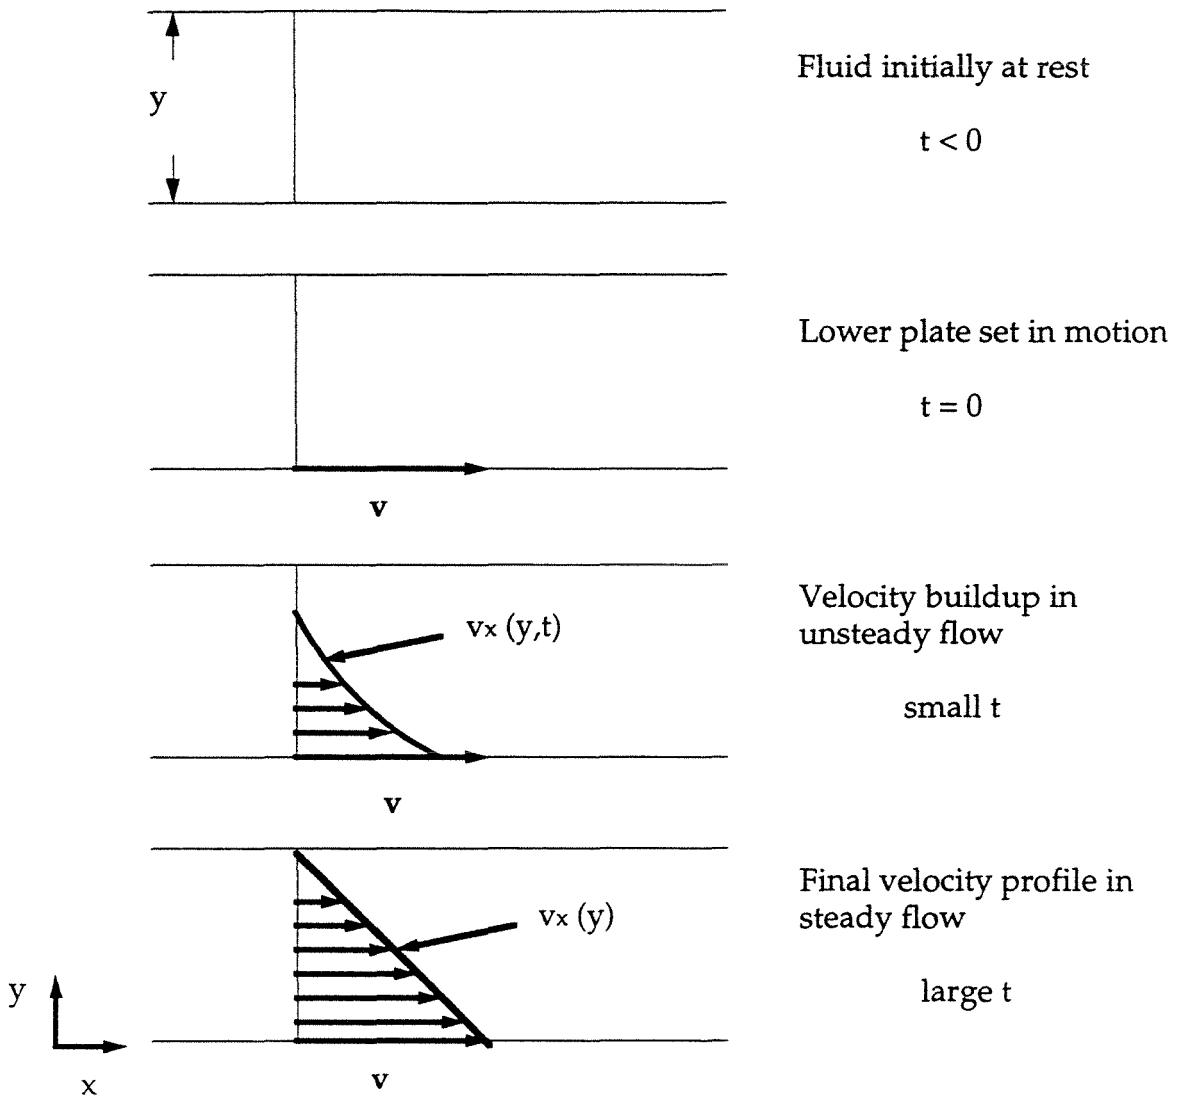 y
Fluid initially at rest
t < 0
Lower plate set in motion
t = 0
v
vx (y,t)
Velocity buildup in
unsteady flow
small t
v
vx (y)
Final velocity profile in
steady flow
large t
y
x
v